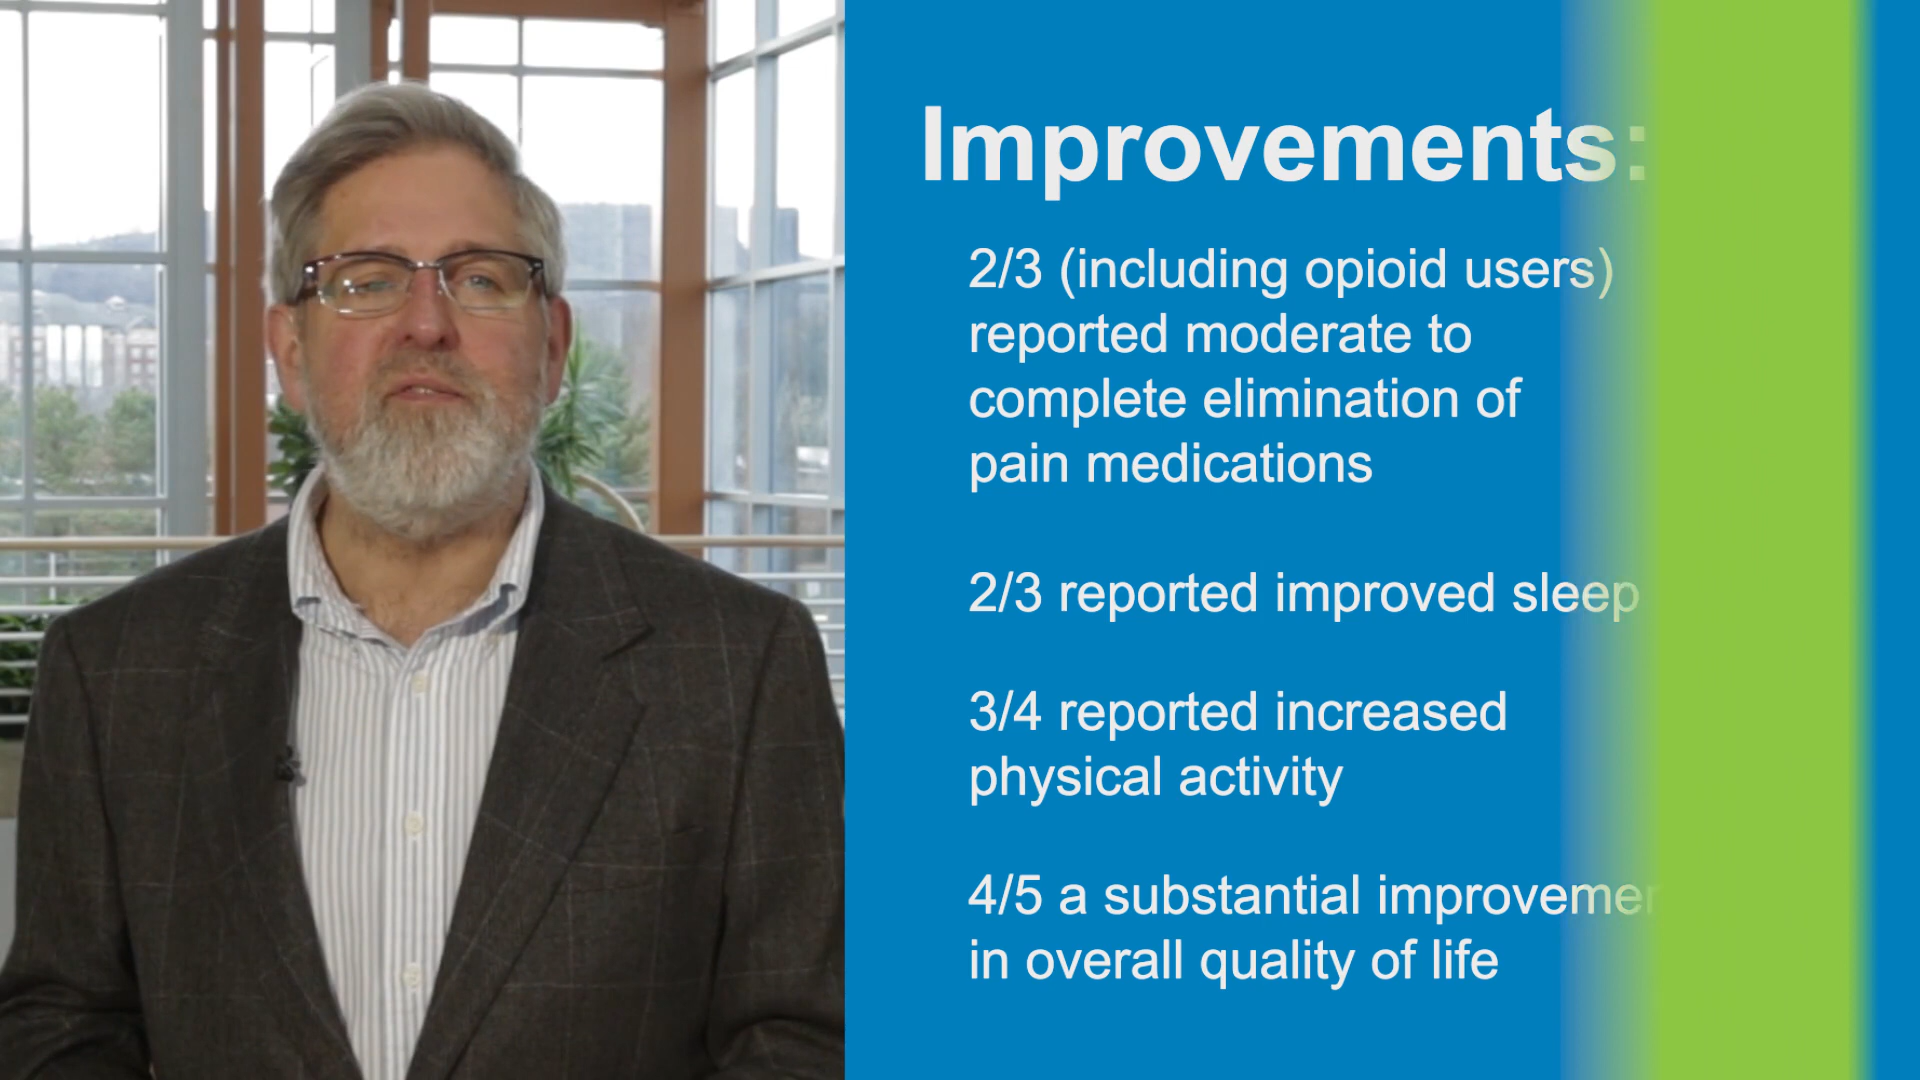 Improvements:
2/3 (including opioid users)
reported moderate to
complete elimination of
pain medications
2/3 reported improved sleep
3/4 reported increased
physical activity
4/5 a substantial
in overall quality of life